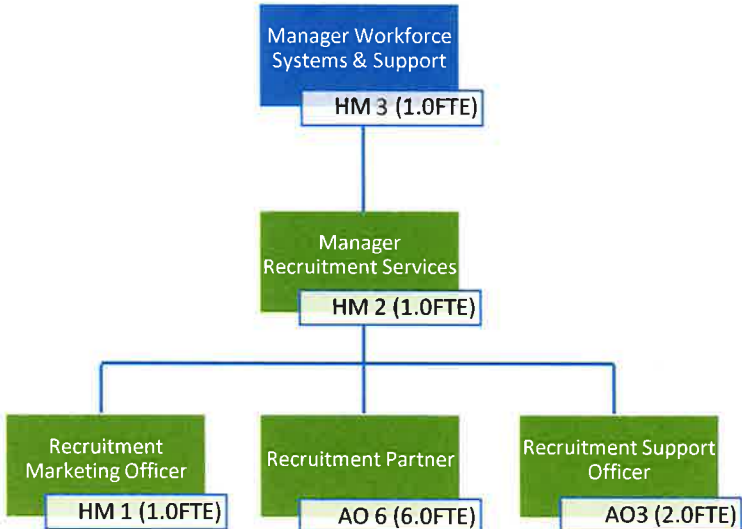 Manager Workforce
Systems & Support
HM 3 (1.0FTE)
Manager
Recruitment Services
HM 2 (1.0FTE)
Recruitment
Marketing Officer
HM 1 (1.0FTE)
Recruitment Partner
AO 6 (6.0FTE)
Recruitment Support
Officer
AO3 (2.0FTE)